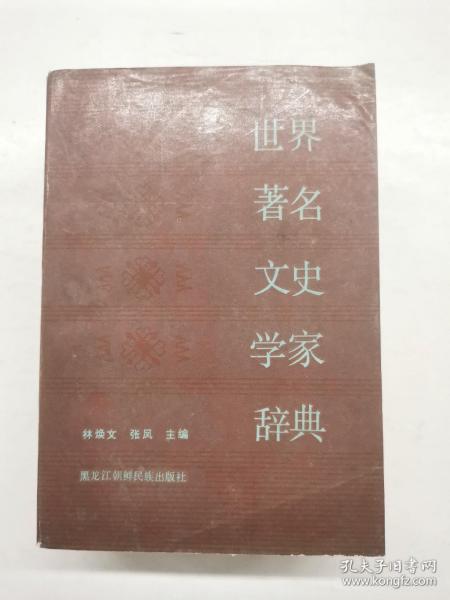 世界
著名
文史
学家
辞典
林焕文 张凤 主编
黑龙江朝鲜民族出版社
孔夫子旧书网
www.kongfz.com